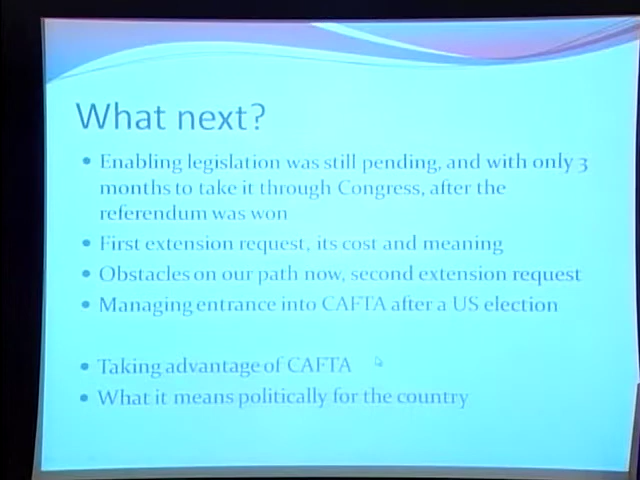 What next?
• Enabling legislation was still pending, and with only 3
months to take it through Congress, after the
referendum was won
• First extension request, its cost and meaning
• Obstacles on our path now, second extension request
• Managing entrance into CAFTA after a US election
• Taking advantage of CAFTA
• What it means politically for the country